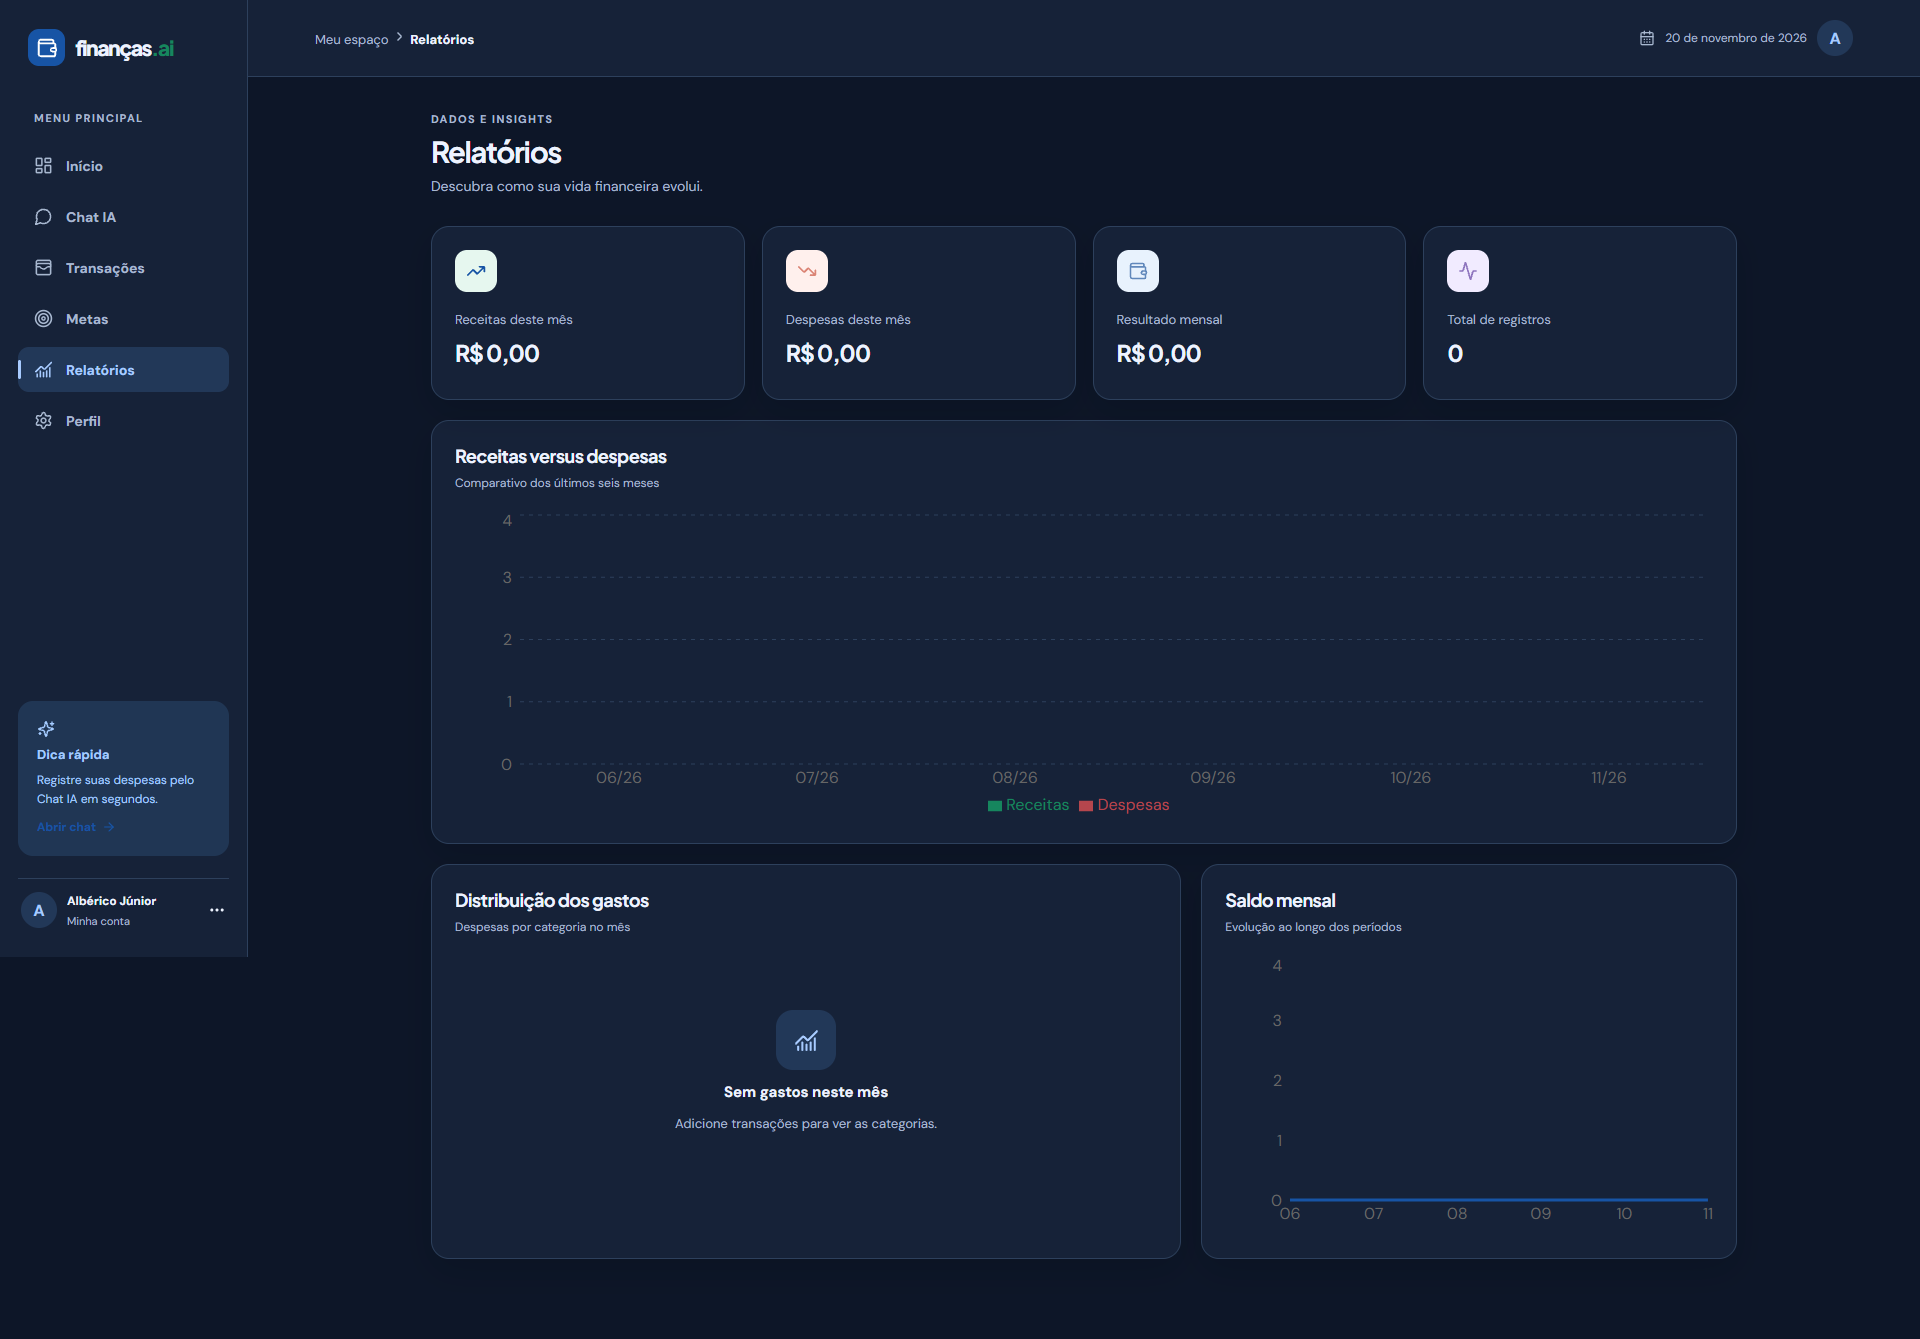 finanças.ai
MENU PRINCIPAL
Início
Chat IA
Transações
Metas
Relatórios
Perfil
Dica rápida
Registre suas despesas pelo
Chat IA em segundos.
Abrir chat
A
Albérico Júnior
Minha conta
Meu espaço
Relatórios
20 de novembro de 2026
A
DADOS E INSIGHTS
Relatórios
Descubra como sua vida financeira evolui.
Receitas deste mês
R$ 0,00
Despesas deste mês
R$ 0,00
Resultado mensal
R$ 0,00
Total de registros
0
Receitas versus despesas
Comparativo dos últimos seis meses
4
3
2
1
0
06/26 07/26 08/26 09/26 10/26 11/26
Receitas Despesas
Distribuição dos gastos
Despesas por categoria no mês
Sem gastos neste mês
Adicione transações para ver as categorias.
Saldo mensal
Evolução ao longo dos períodos
4
3
2
1
0
06 07 08 09 10 11